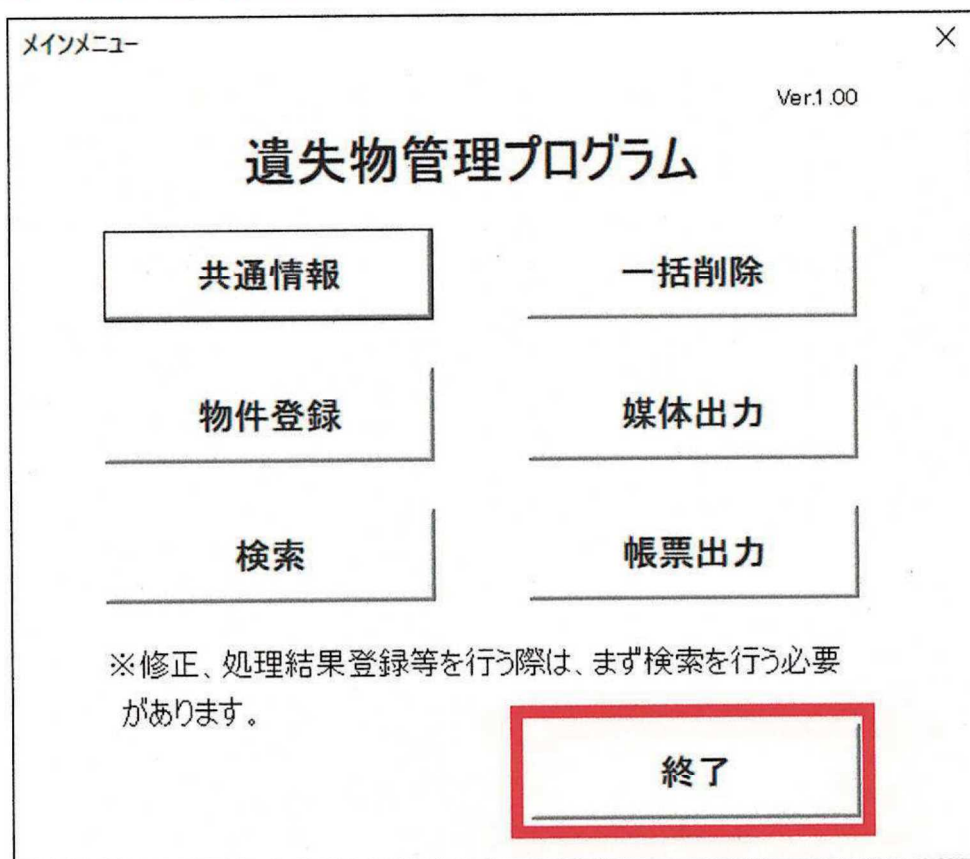 メインメニュー
Ver.1.00
遺失物管理プログラム
共通情報
一括削除
物件登録
媒体出力
検索
帳票出力
※修正、処理結果登録等を行う際は、まず検索を行う必要
があります。
終了